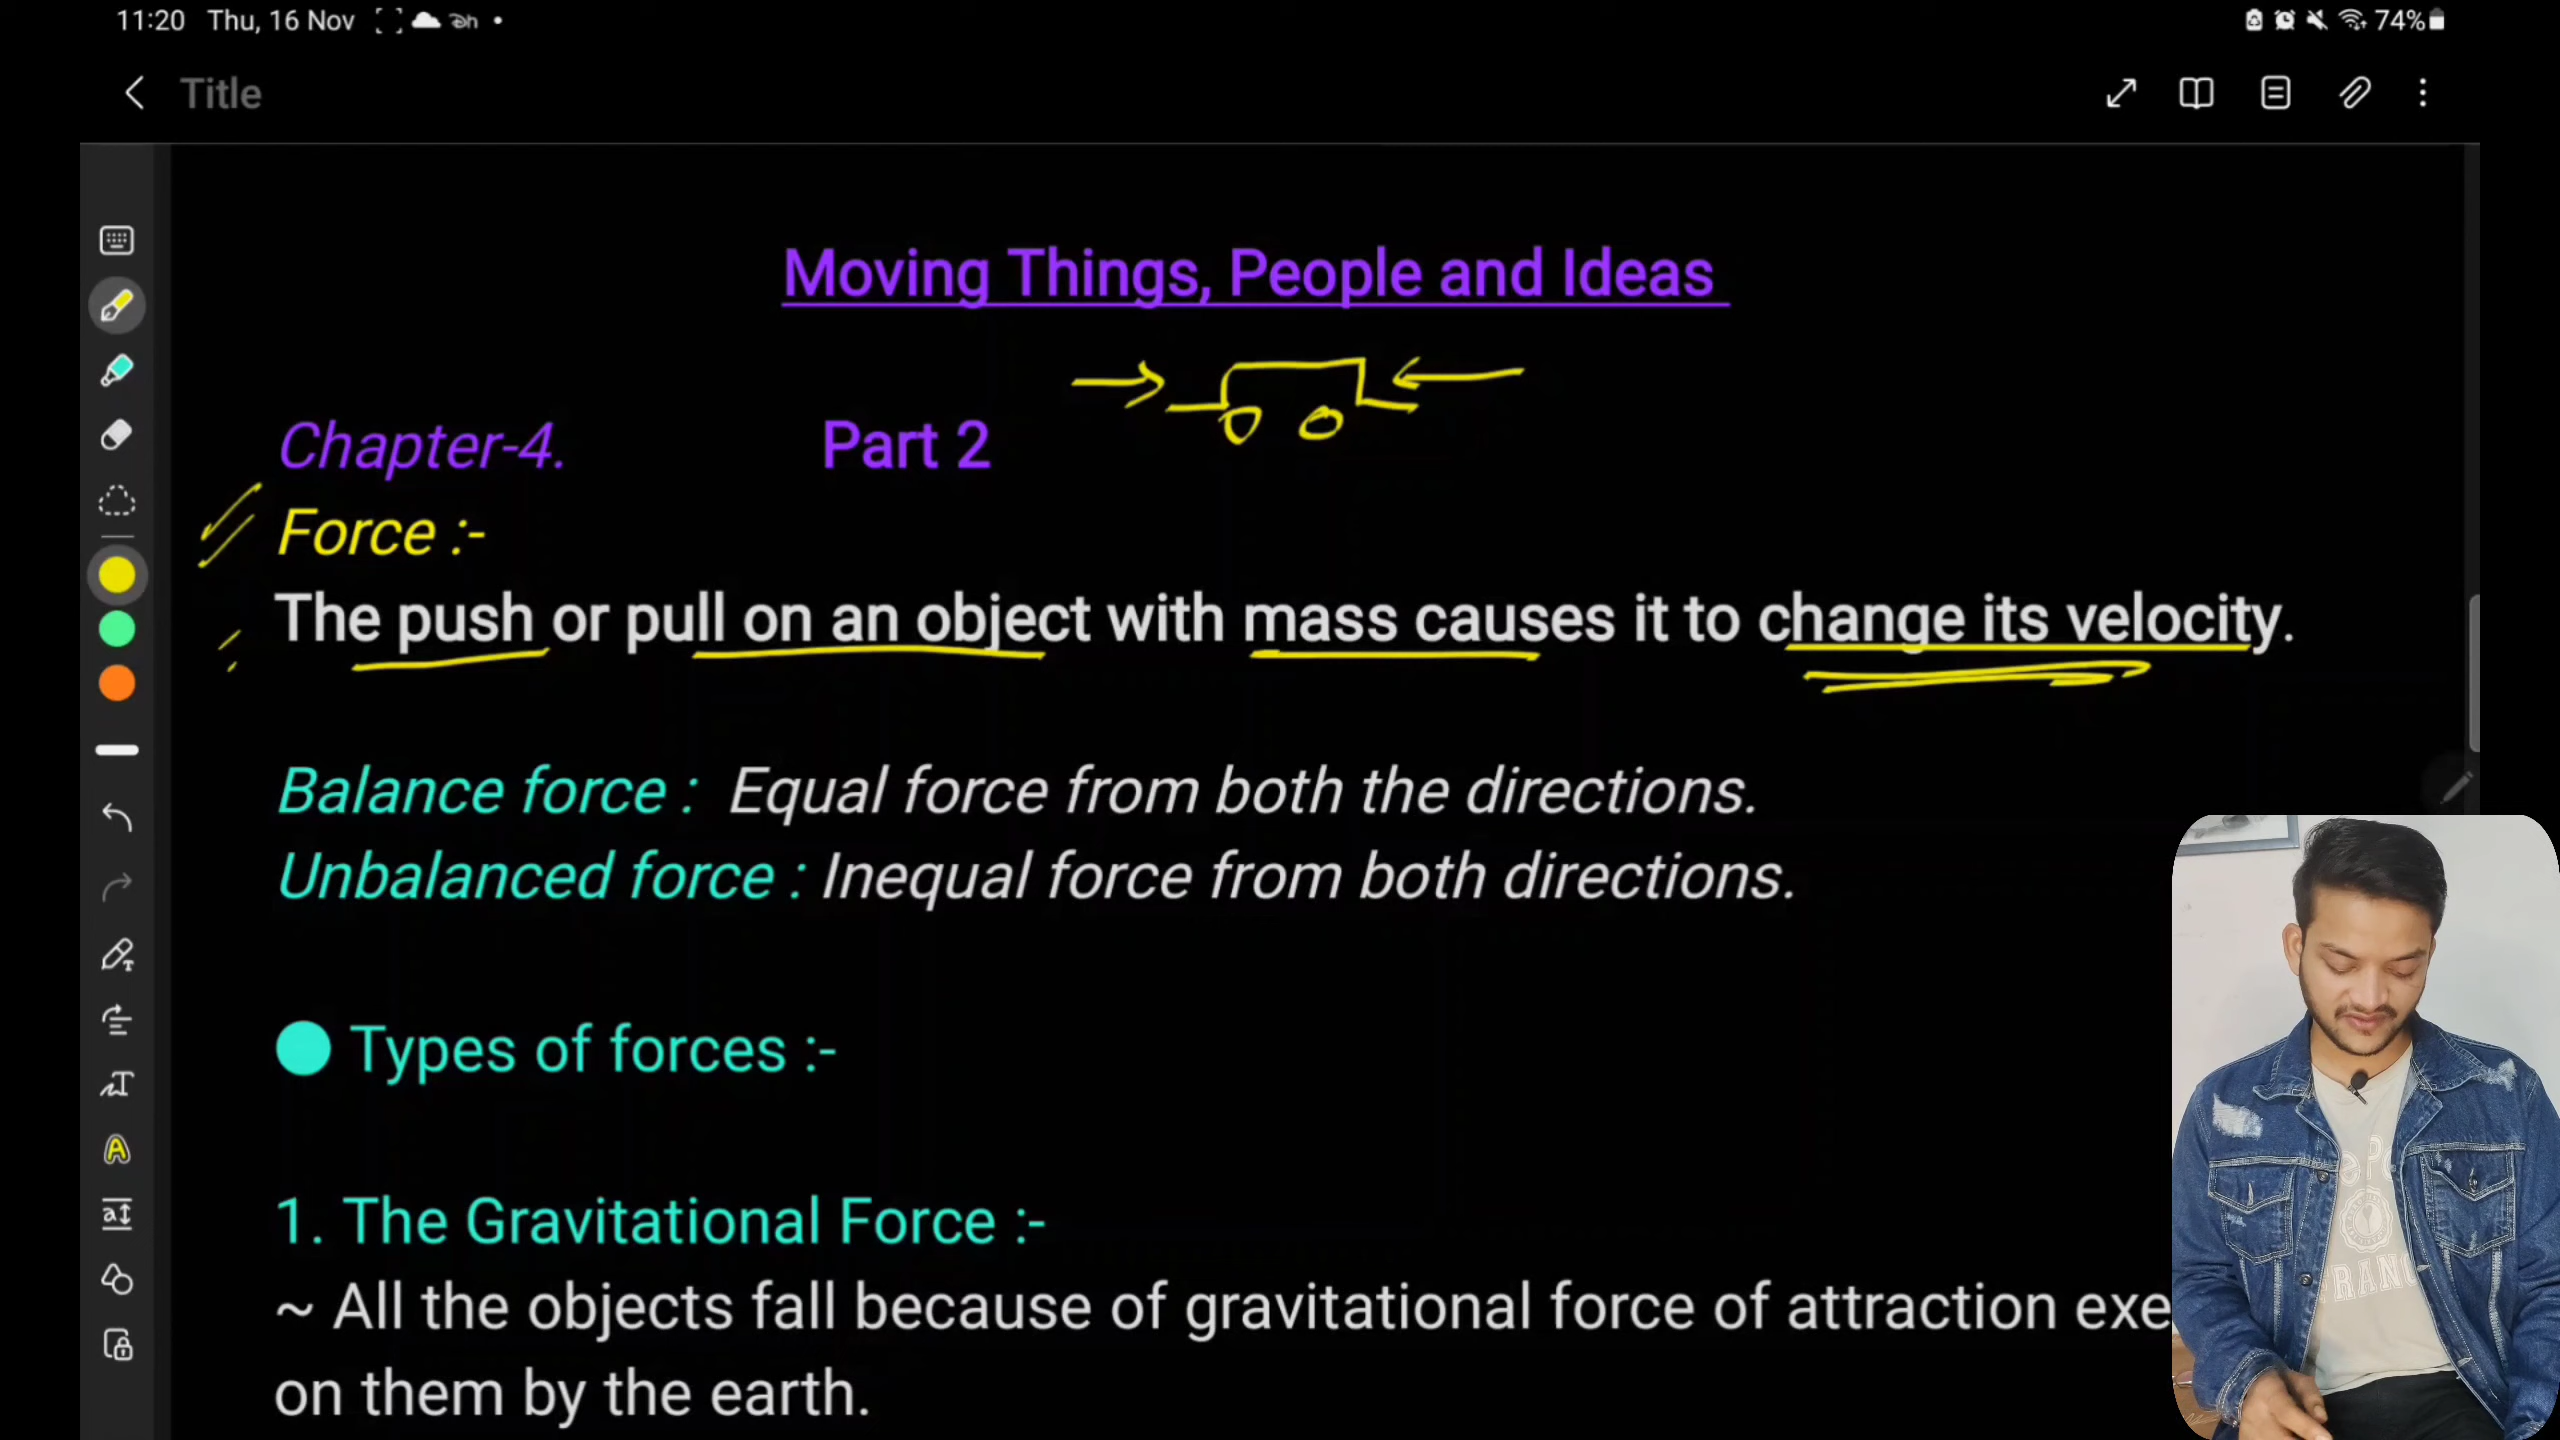 11:20 Thu, 16 Nov 74%
Title
Moving Things, People and Ideas
Chapter-4. Part 2
Force :-
The push or pull on an object with mass causes it to change its velocity.
Balance force : Equal force from both the directions.
Unbalanced force : Inequal force from both directions.
Types of forces :-
1. The Gravitational Force :-
~ All the objects fall because of gravitational force of attraction exe
on them by the earth.